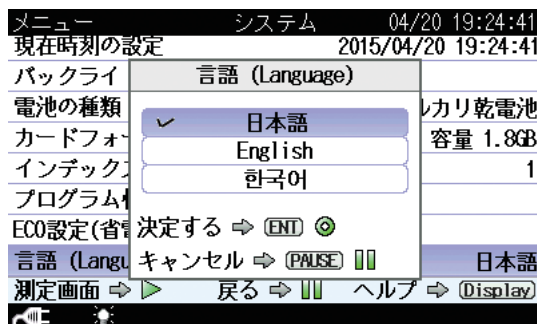 メニュー システム 04/20 19:24:41
現在時刻の設定 2015/04/20 19:24:41
バックライ
言語 (Language)
電池の種類 ルカリ乾電池
日本語
カードフォー 容量 1.8GB
English
インデック 1
한국어
プログラム
ECO設定(省 決定する ⇨ ENT
言語 (Langu キャンセル ⇨ PAUSE 日本語
測定画面 ⇨ 戻る ⇨ ヘルプ ⇨ Display